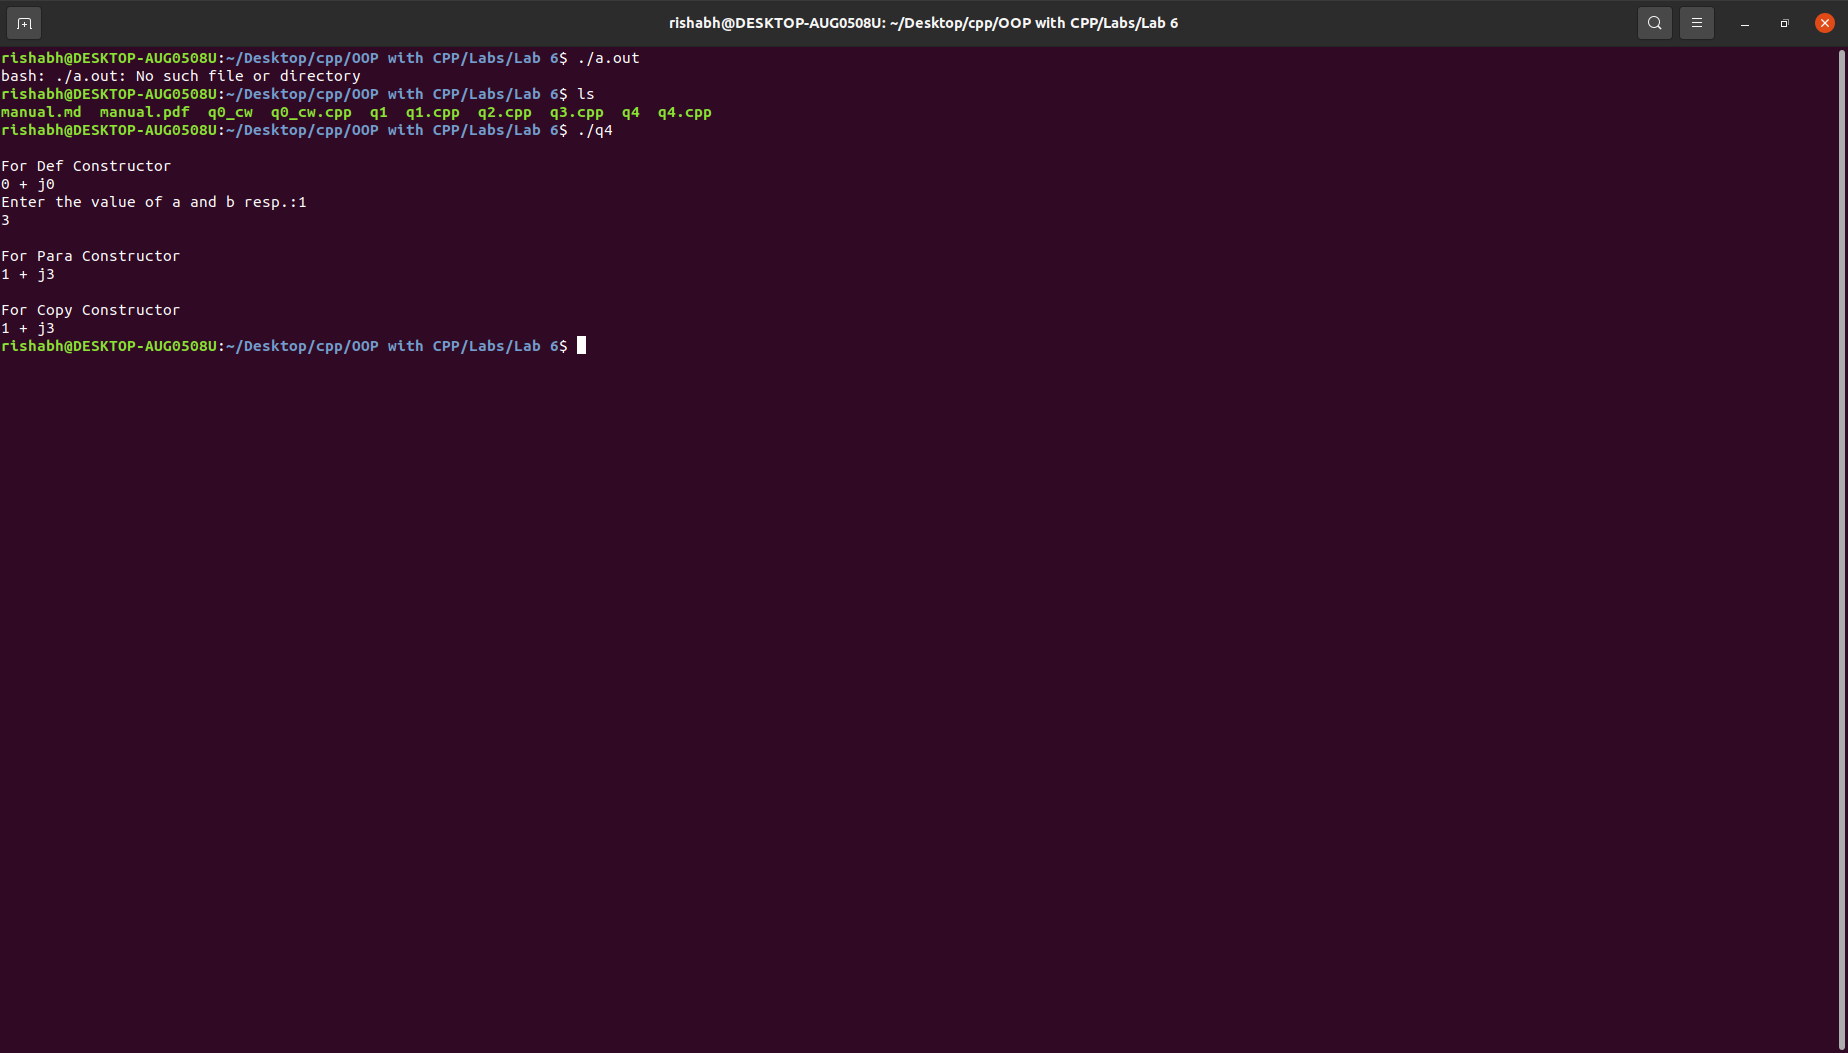 rishabh@DESKTOP-AUG0508U: ~/Desktop/cpp/OOP with CPP/Labs/Lab 6
rishabh@DESKTOP-AUG0508U:~/Desktop/cpp/OOP with CPP/Labs/Lab 6$ ./a.out
bash: ./a.out: No such file or directory
rishabh@DESKTOP-AUG0508U:~/Desktop/cpp/OOP with CPP/Labs/Lab 6$ ls
manual.md  manual.pdf  q0_cw  q0_cw.cpp  q1  q1.cpp  q2.cpp  q3.cpp  q4  q4.cpp
rishabh@DESKTOP-AUG0508U:~/Desktop/cpp/OOP with CPP/Labs/Lab 6$ ./q4
For Def Constructor
0 + j0
Enter the value of a and b resp.:1
3
For Para Constructor
1 + j3
For Copy Constructor
1 + j3
rishabh@DESKTOP-AUG0508U:~/Desktop/cpp/OOP with CPP/Labs/Lab 6$